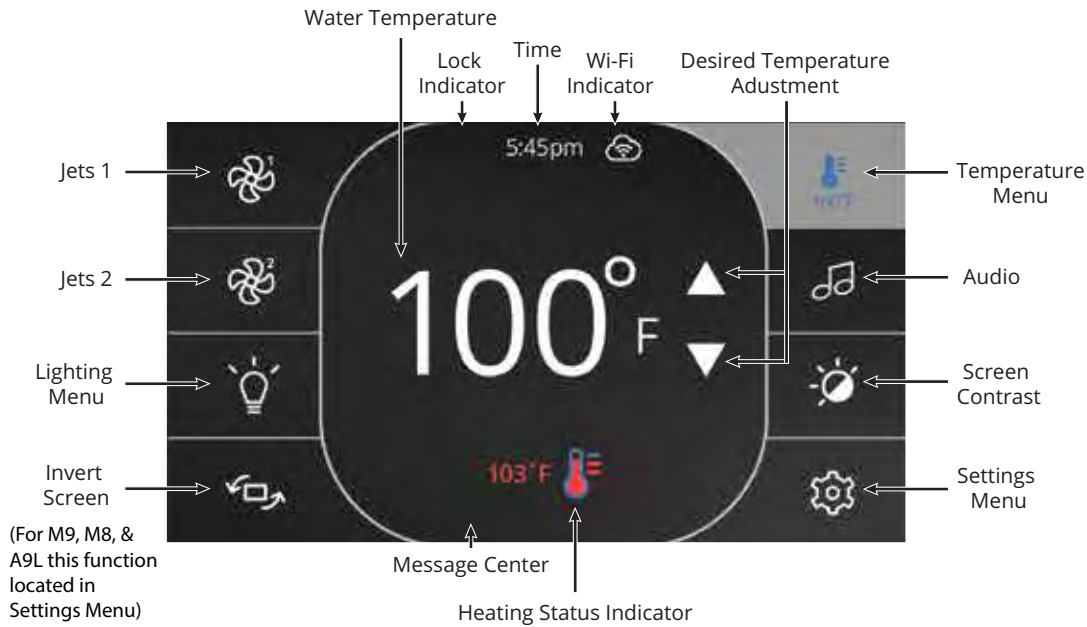 Water Temperature
Lock
Indicator
Time
Wi-Fi
Indicator
Desired Temperature
Adustment
5:45pm
Jets 1
1
Temperature
Menu
Jets 2
2
100°
F
Audio
Lighting
Menu
Screen
Contrast
Invert
Screen
103°F
Settings
Menu
(For M9, M8, &
A9L this function
located in
Settings Menu)
Message Center
Heating Status Indicator